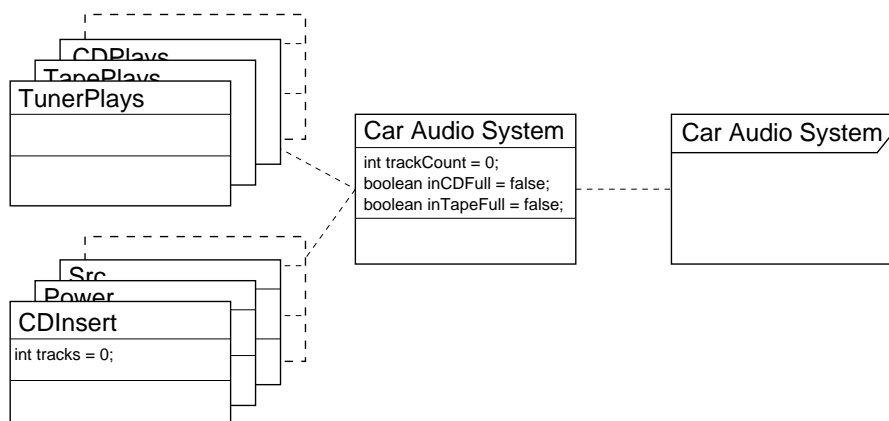 CDPlays
TapePlays
TunerPlays
Car Audio System
int trackCount = 0;
boolean inCDFull = false;
boolean inTapeFull = false;
Car Audio System
Src
Power
CDInsert
int tracks = 0;